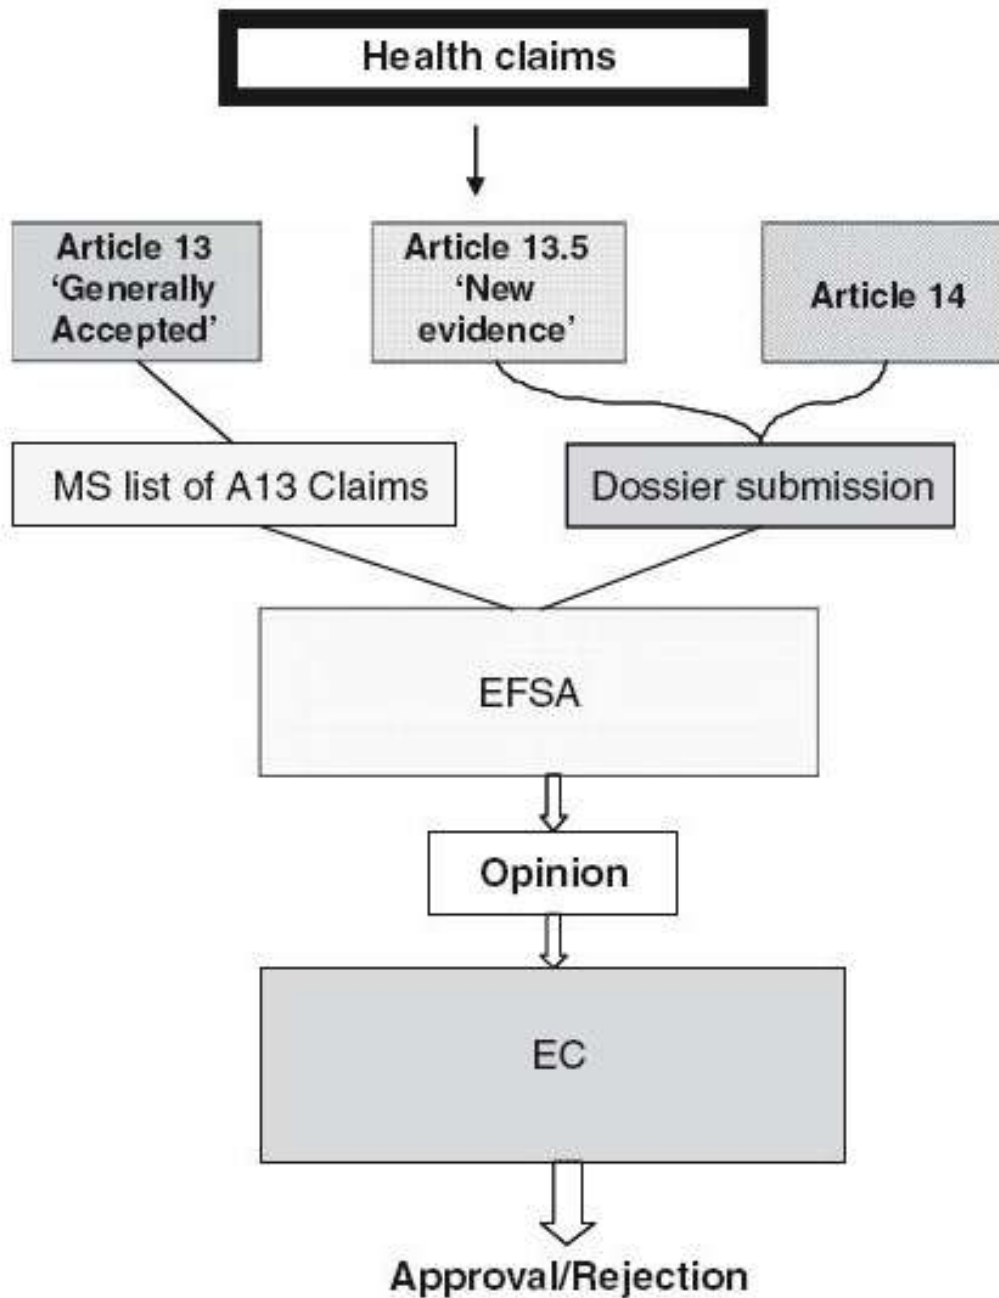 Health claims
Article 13
‘Generally
Accepted’
Article 13.5
‘New
evidence’
Article 14
MS list of A13 Claims
Dossier submission
EFSA
Opinion
EC
Approval/Rejection